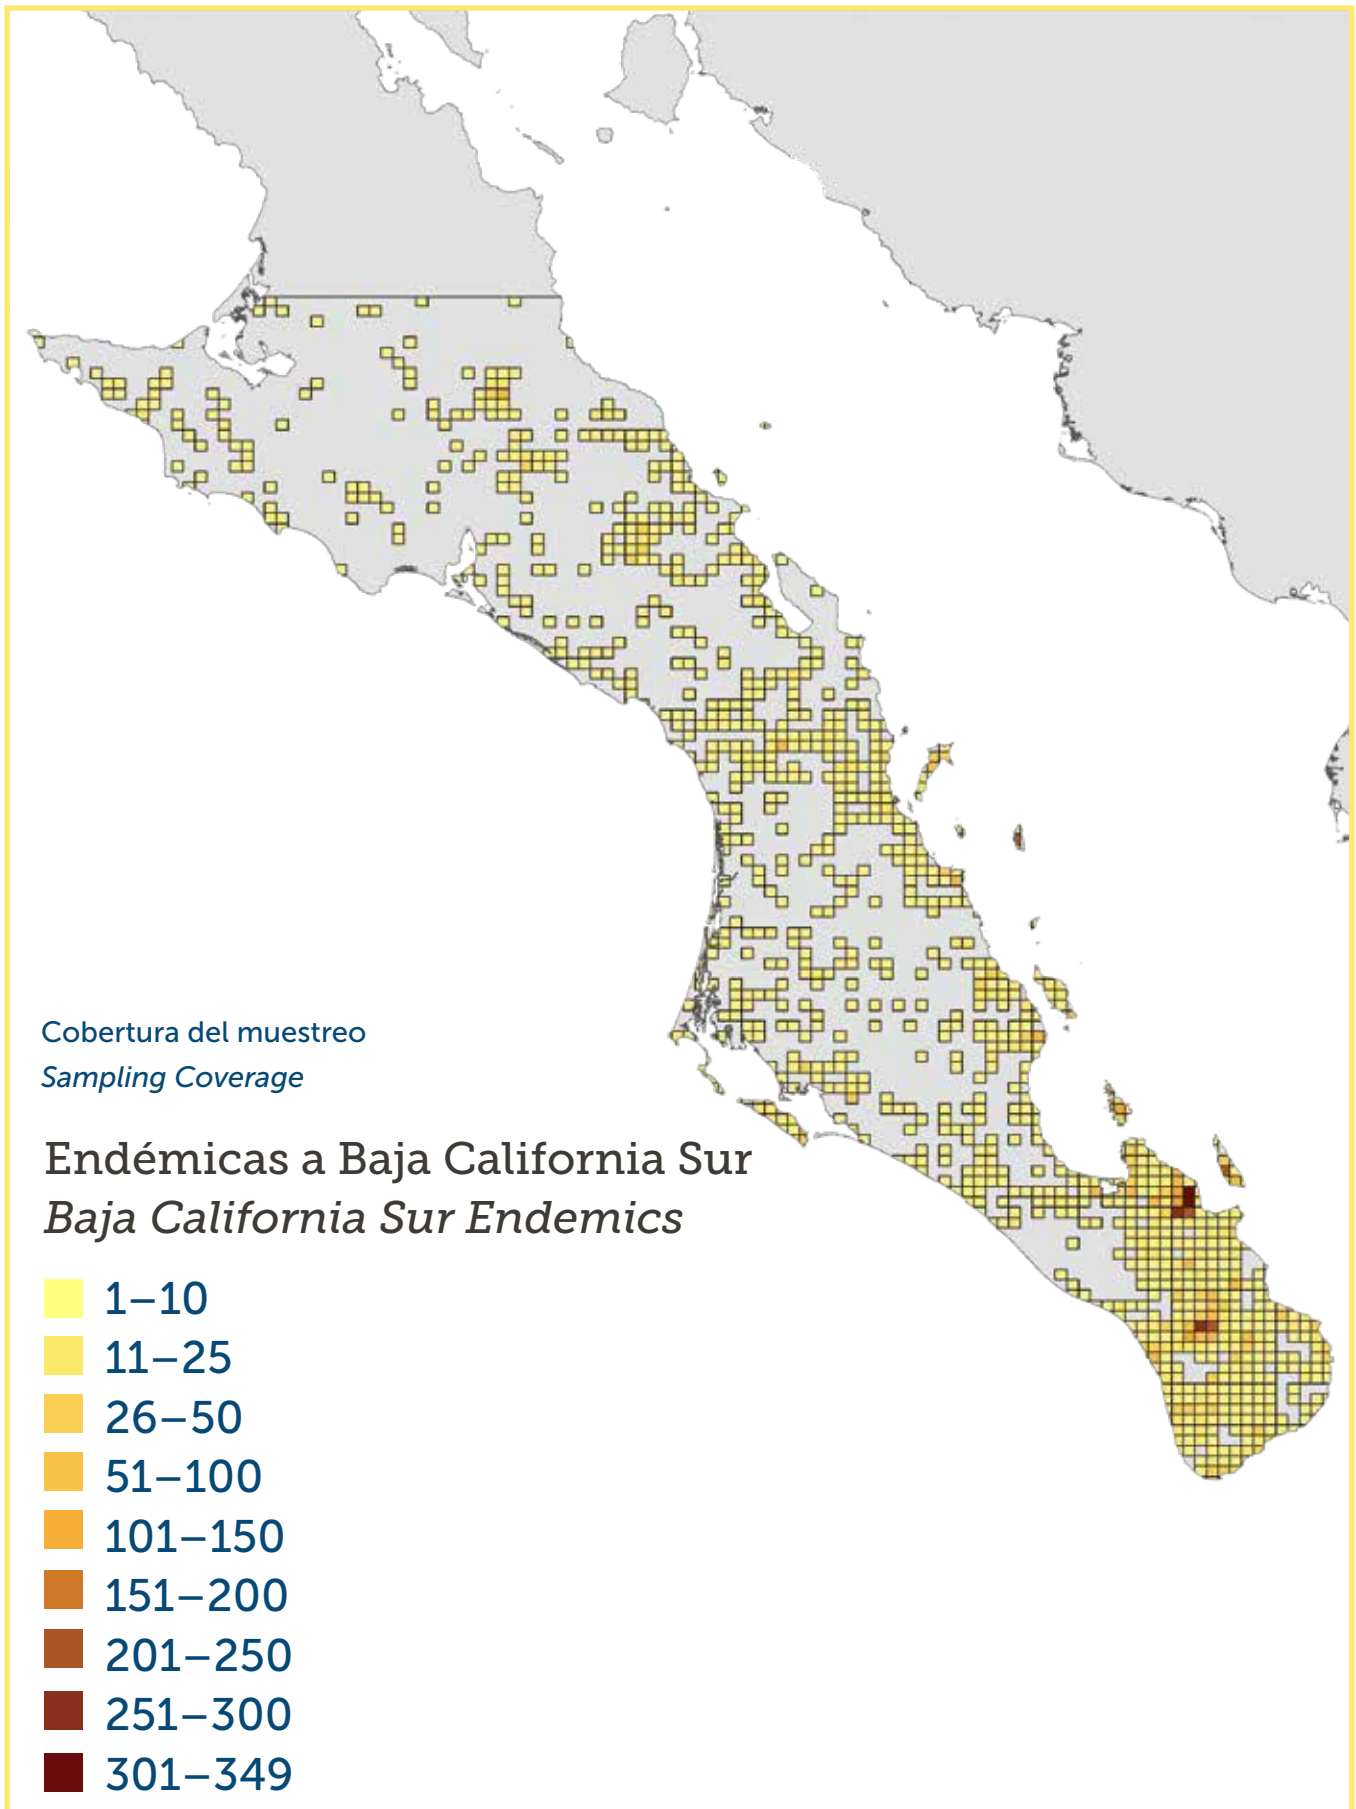 Cobertura del muestreo
Sampling Coverage
Endémicas a Baja California Sur
Baja California Sur Endemics
1–10
11–25
26–50
51–100
101–150
151–200
201–250
251–300
301–349